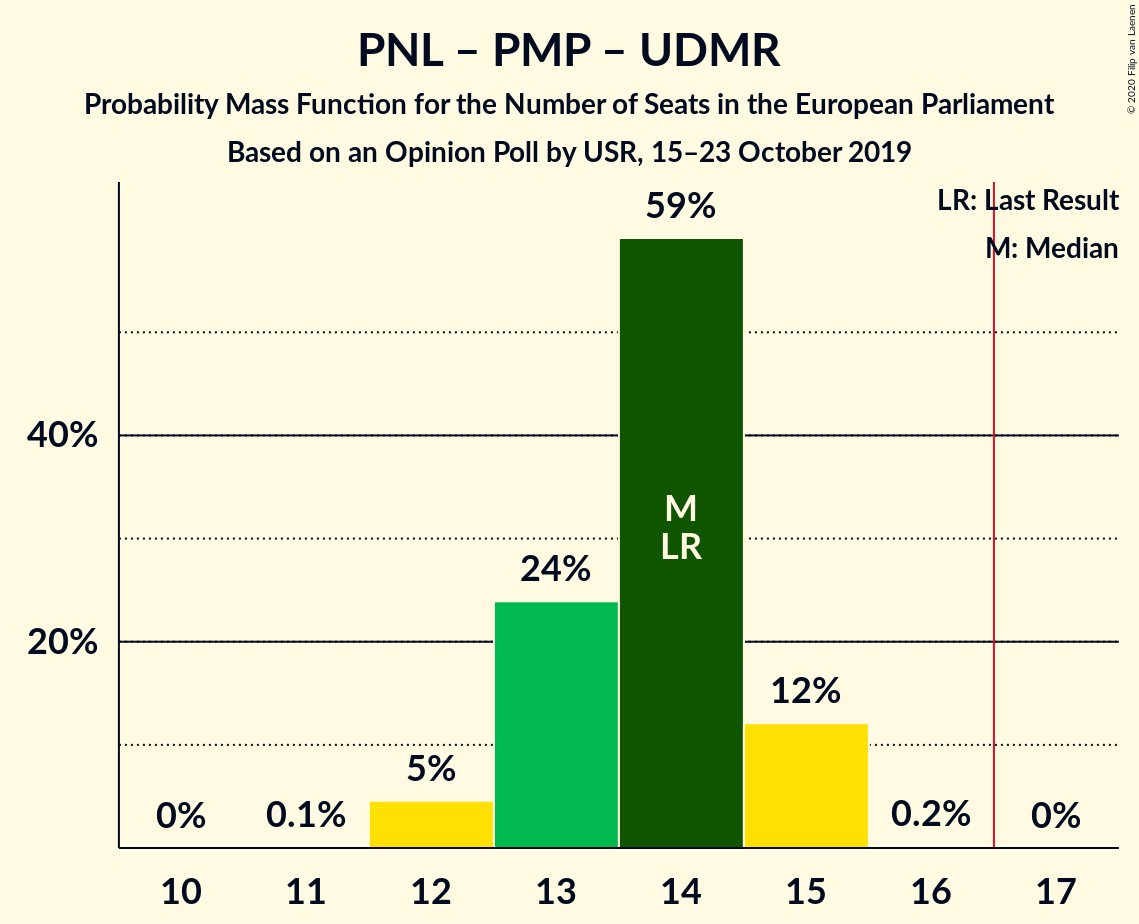 PNL – PMP – UDMR
Probability Mass Function for the Number of Seats in the European Parliament
Based on an Opinion Poll by USR, 15–23 October 2019
© 2020 Filip van Laenen
LR: Last Result
M: Median
59%
40%
M
LR
24%
20%
12%
5%
0%
0.1%
0.2%
0%
10 11 12 13 14 15 16 17